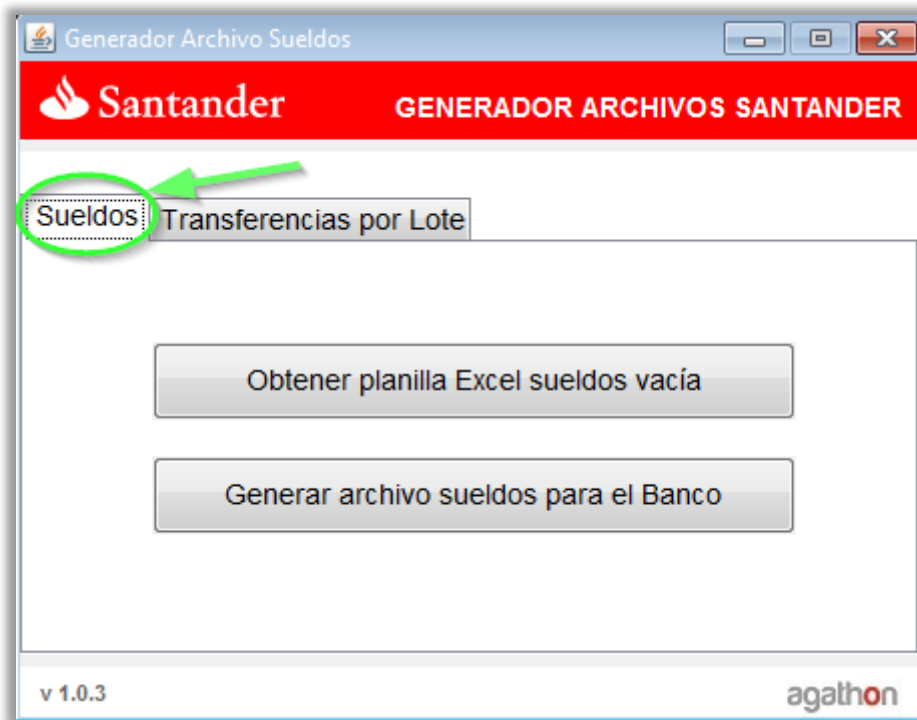 Generador Archivo Sueldos
Santander GENERADOR ARCHIVOS SANTANDER
Sueldos Transferencias por Lote
Obtener planilla Excel sueldos vacía
Generar archivo sueldos para el Banco
v 1.0.3 agathon